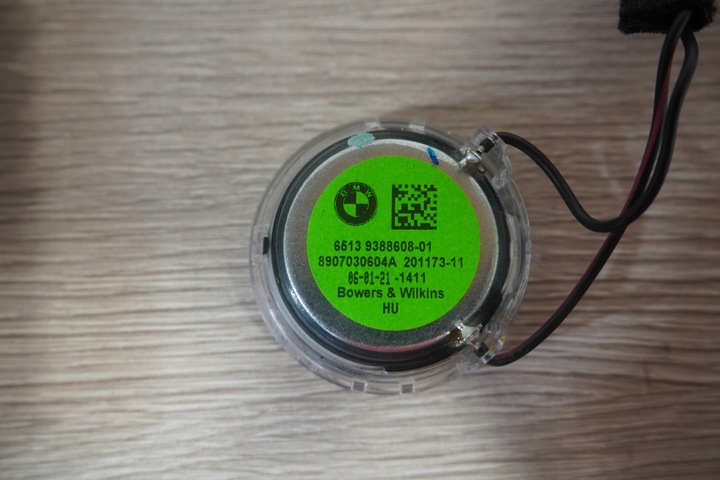 BMW
6513 9388608-01
8907030604A 201173-11
06-01-21 -1411
Bowers & Wilkins
HU